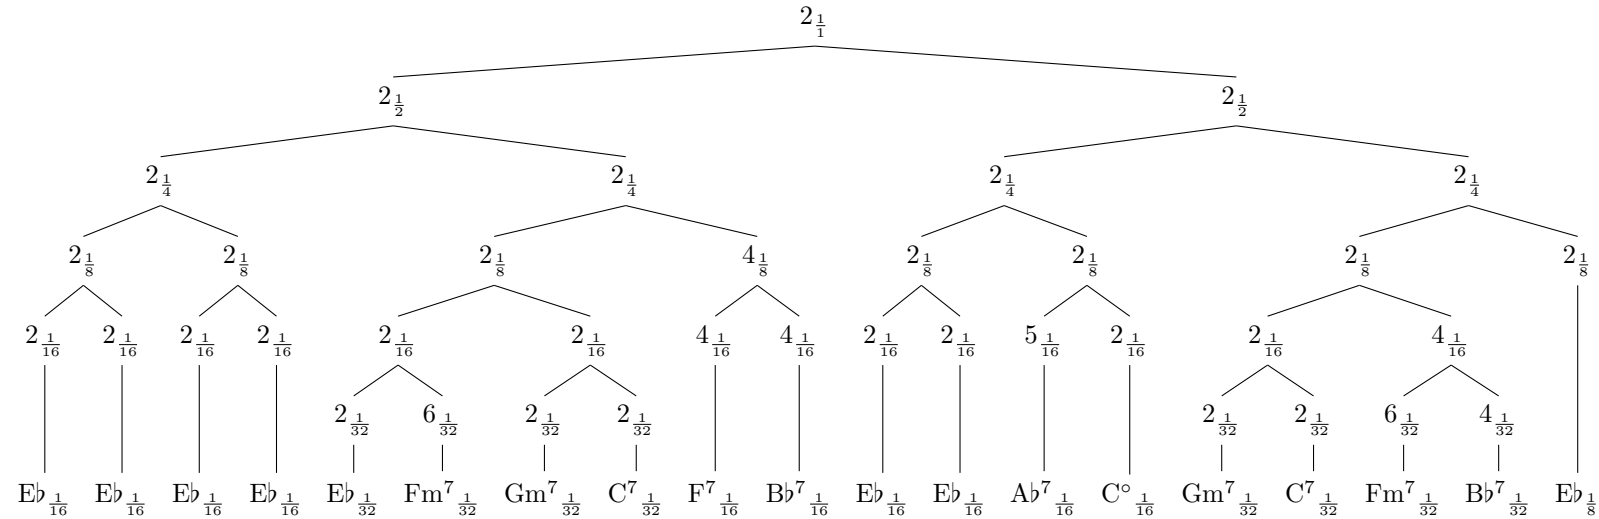 2 1/1
2 1/2 2 1/2
2 1/4 2 1/4 2 1/4 2 1/4
2 1/8 2 1/8 2 1/8 4 1/8 2 1/8 2 1/8 2 1/8 2 1/8
2 1/16 2 1/16 2 1/16 2 1/16 2 1/16 2 1/16 4 1/16 4 1/16 2 1/16 2 1/16 5 1/16 2 1/16 2 1/16 4 1/16
2 1/32 6 1/32 2 1/32 2 1/32 2 1/32 2 1/32 6 1/32 4 1/32
E♭ 1/16 E♭ 1/16 E♭ 1/16 E♭ 1/16 E♭ 1/32 Fm⁷ 1/32 Gm⁷ 1/32 C⁷ 1/32 F⁷ 1/16 B♭⁷ 1/16 E♭ 1/16 E♭ 1/16 A♭⁷ 1/16 C° 1/16 Gm⁷ 1/32 C⁷ 1/32 Fm⁷ 1/32 B♭⁷ 1/32 E♭ 1/8